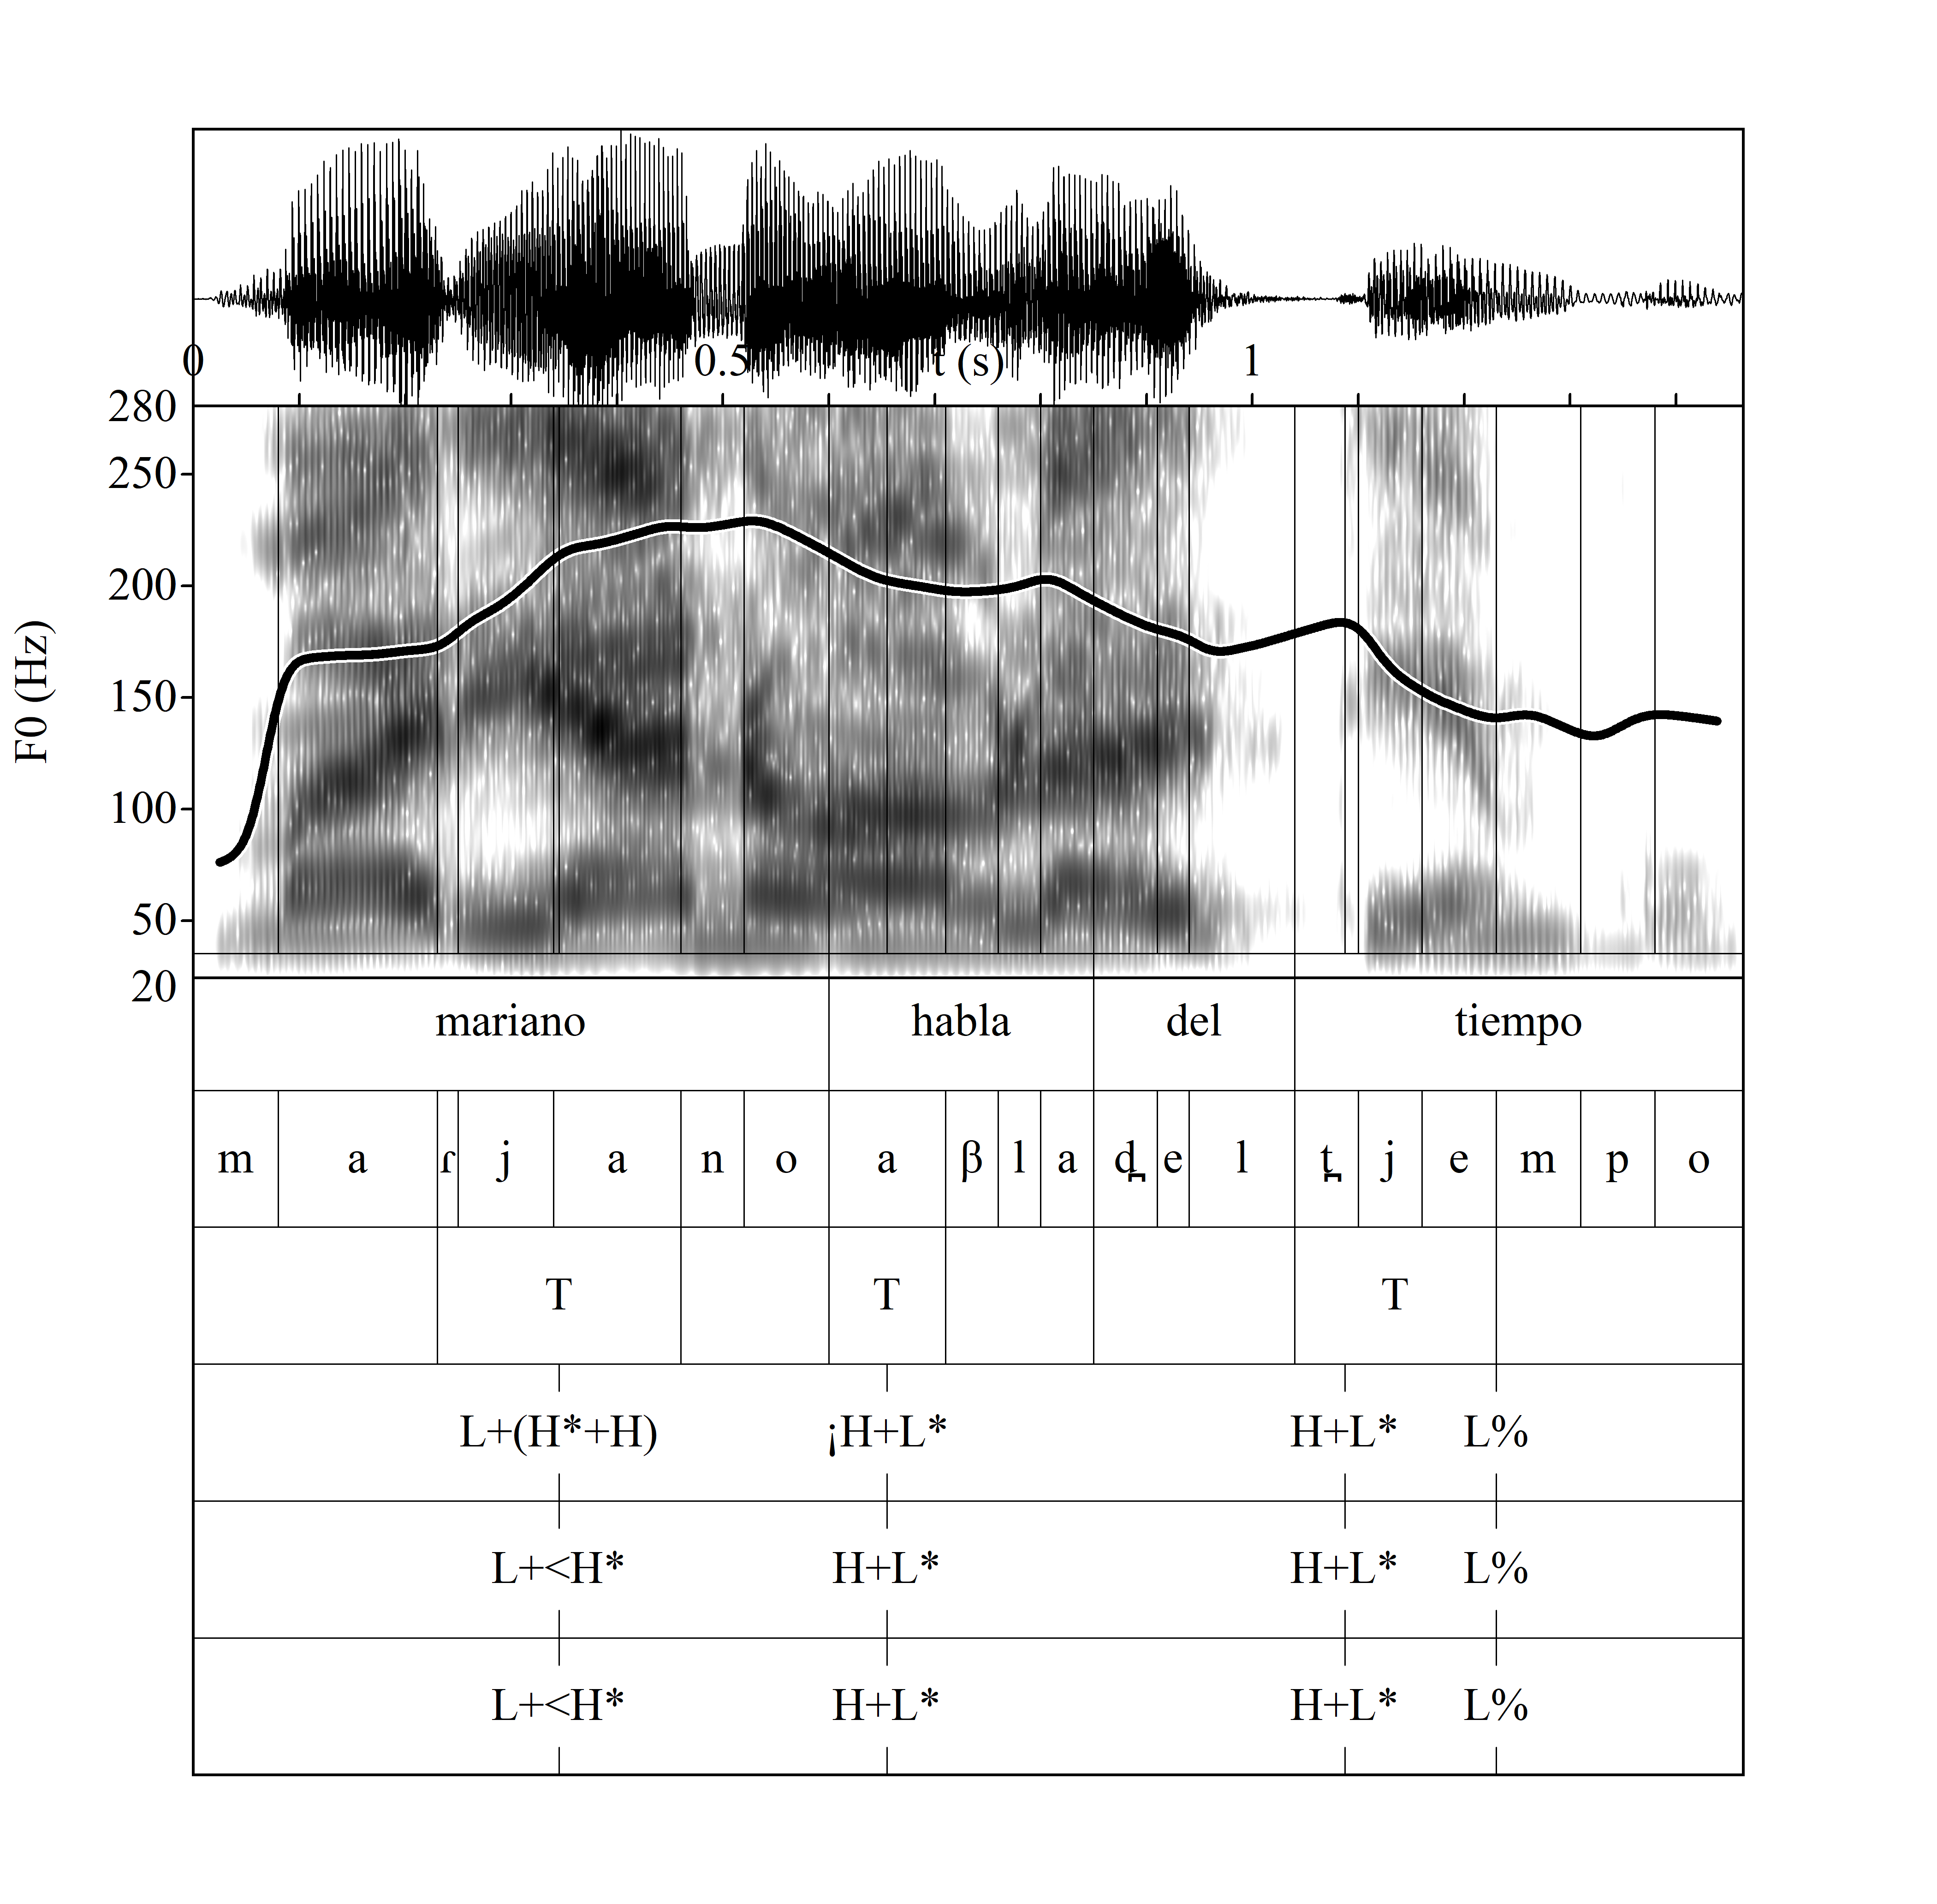 0 0.5 t (s) 1
280
250
200
150
100
50
20
F0 (Hz)
mariano habla del tiempo
m a ɾ j a n o a β l a d̪ e l t̪ j e m p o
T T T
L+(H*+H) ¡H+L* H+L* L%
L+<H* H+L* H+L* L%
L+<H* H+L* H+L* L%